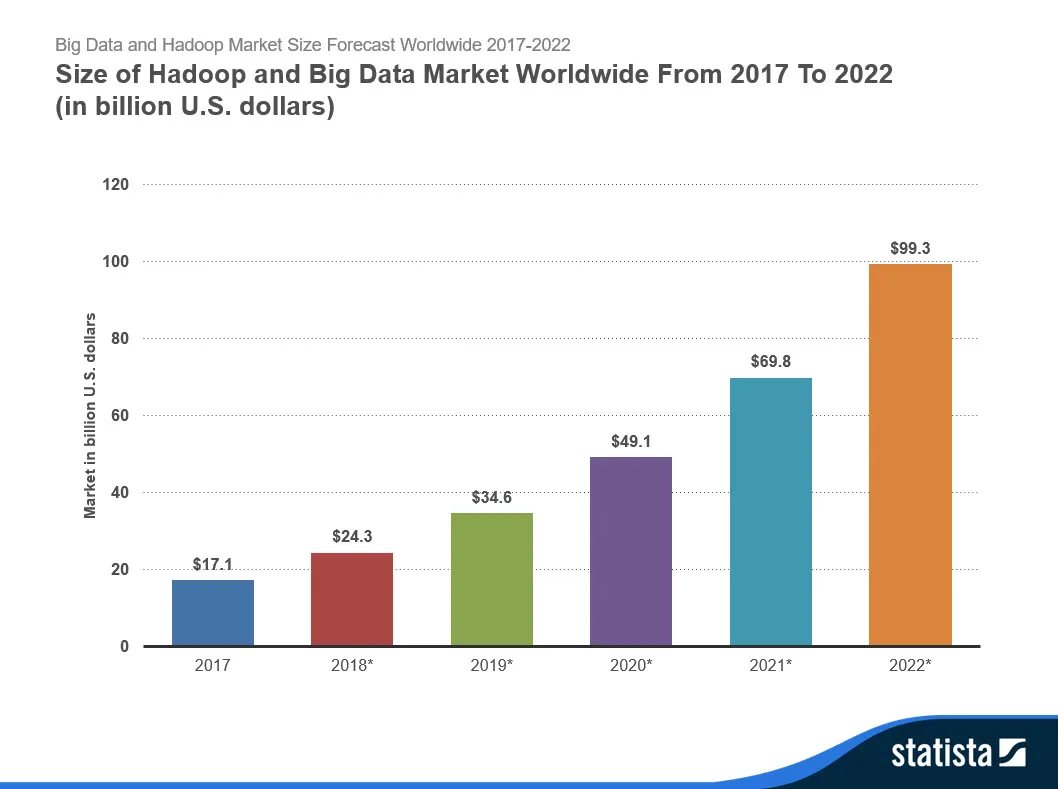 Big Data and Hadoop Market Size Forecast Worldwide 2017-2022
Size of Hadoop and Big Data Market Worldwide From 2017 To 2022
(in billion U.S. dollars)
Market in billion U.S. dollars
120
100
80
60
40
20
0
$17.1
$24.3
$34.6
$49.1
$69.8
$99.3
2017 2018* 2019* 2020* 2021* 2022*
statista